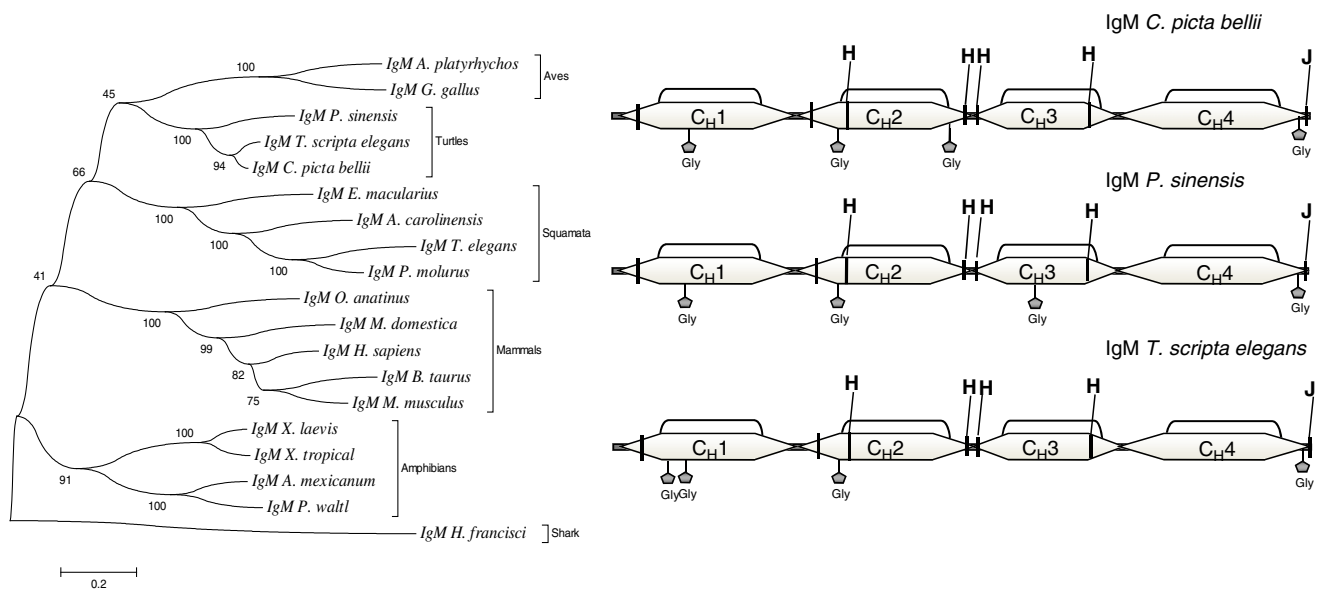 100
IgM A. platyrhychos
IgM G. gallus
Aves
45
IgM P. sinensis
100
IgM T. scripta elegans
94
IgM C. picta bellii
Turtles
66
IgM E. macularius
100
IgM A. carolinensis
100
IgM T. elegans
100
IgM P. molurus
Squamata
41
IgM O. anatinus
100
IgM M. domestica
99
IgM H. sapiens
82
IgM B. taurus
75
IgM M. musculus
Mammals
100
IgM X. laevis
IgM X. tropical
91
IgM A. mexicanum
100
IgM P. waltl
Amphibians
IgM H. francisci
Shark
0.2
IgM C. picta bellii
H H H H J
CH1 CH2 CH3 CH4
Gly Gly Gly Gly
IgM P. sinensis
H H H H J
CH1 CH2 CH3 CH4
Gly Gly Gly Gly
IgM T. scripta elegans
H H H H J
CH1 CH2 CH3 CH4
GlyGly Gly Gly